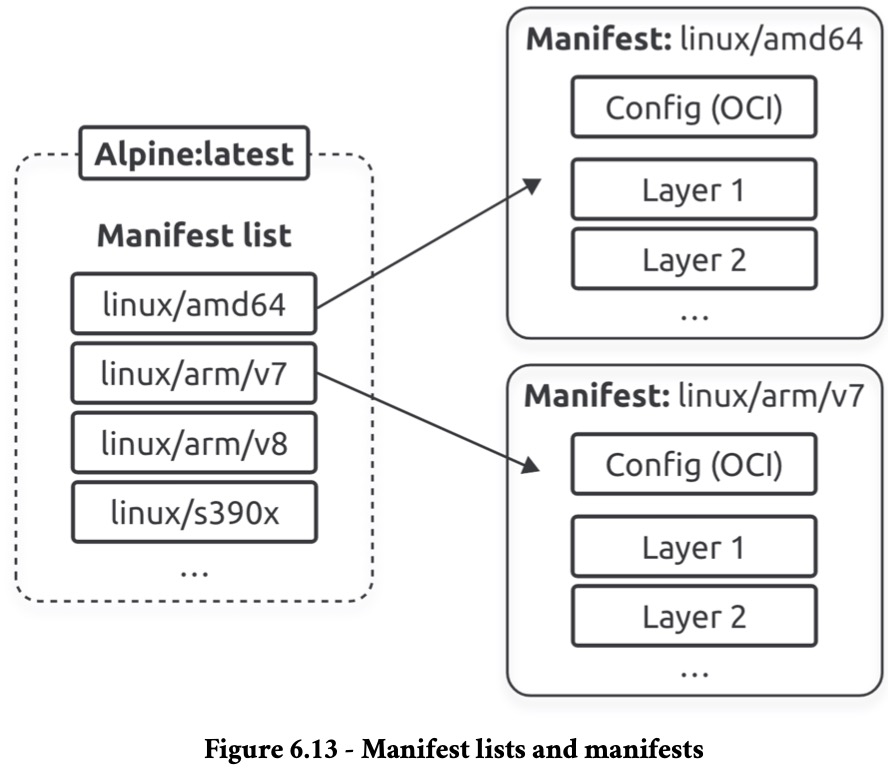 Alpine:latest
Manifest list
linux/amd64
linux/arm/v7
linux/arm/v8
linux/s390x
...
Manifest: linux/amd64
Config (OCI)
Layer 1
Layer 2
...
Manifest: linux/arm/v7
Config (OCI)
Layer 1
Layer 2
...
Figure 6.13 - Manifest lists and manifests